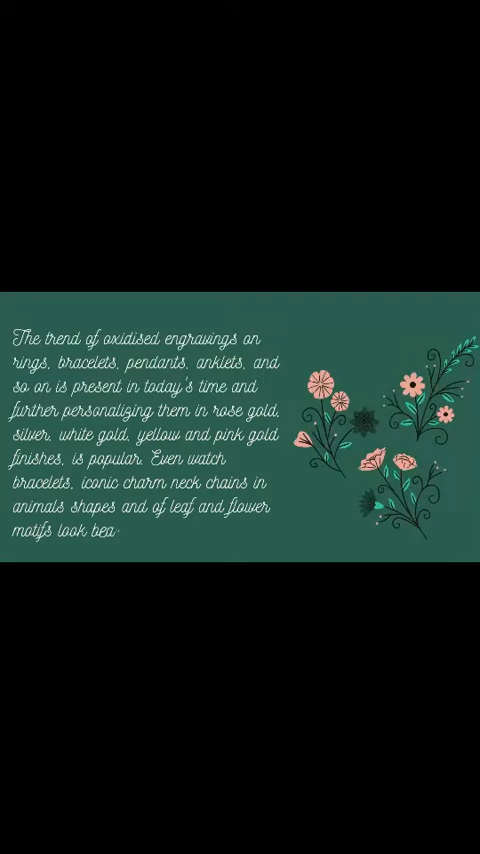 The trend of oxidised engravings on
rings, bracelets, pendants, anklets, and
so on is present in today's time and
further personalizing them in rose gold,
silver, white gold, yellow and pink gold
finishes, is popular. Even watch
bracelets, iconic charm neck chains in
animals shapes and of leaf and flower
motifs look bea